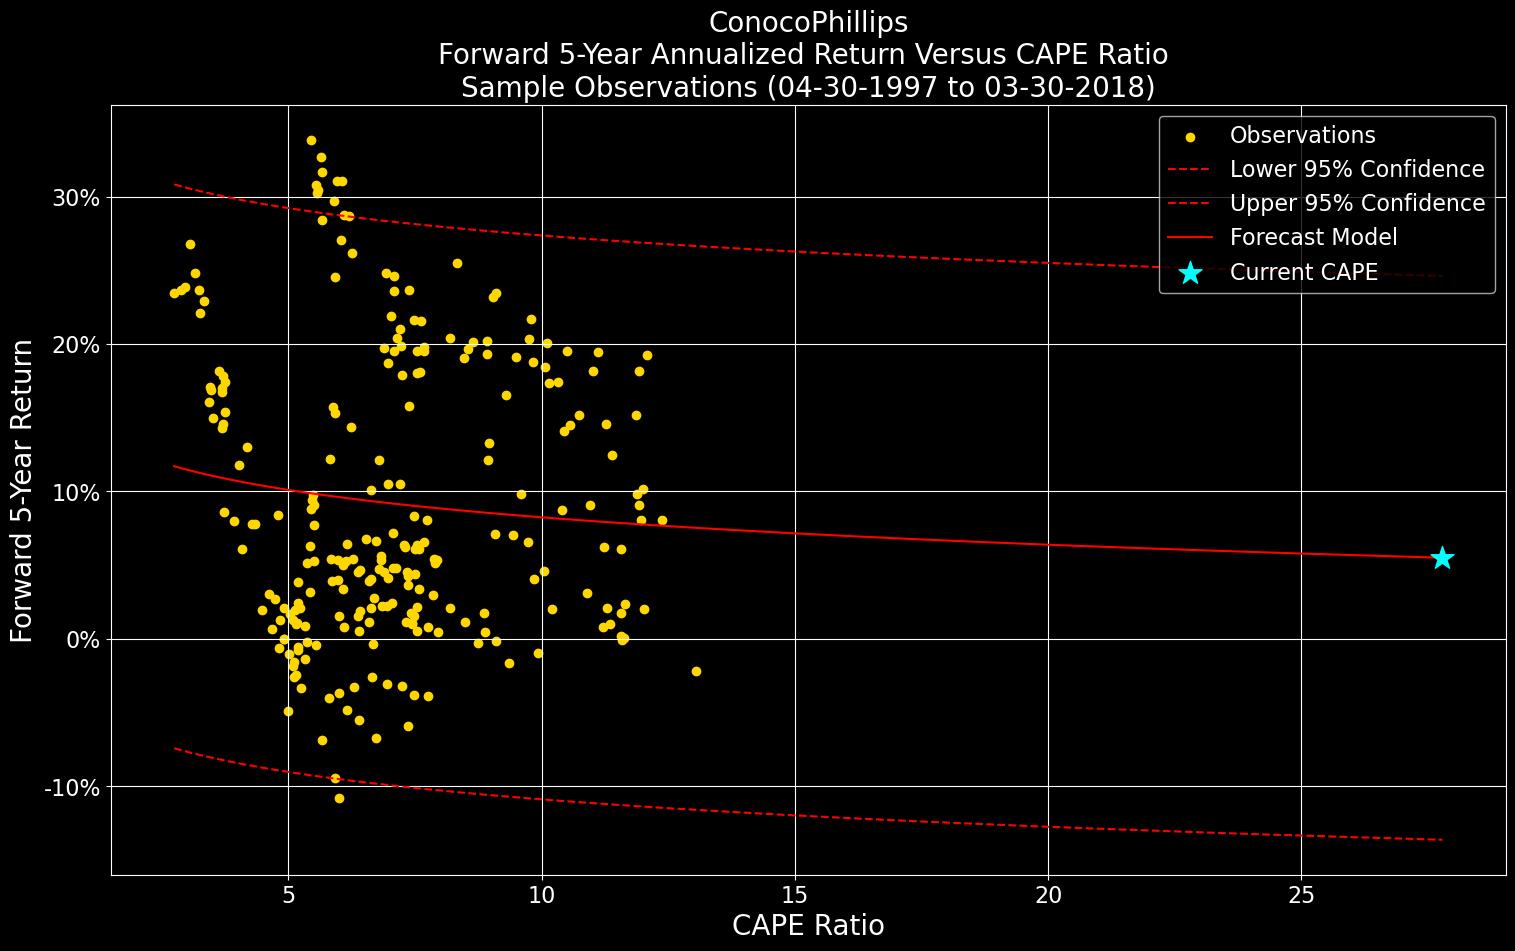 ConocoPhillips
Forward 5-Year Annualized Return Versus CAPE Ratio
Sample Observations (04-30-1997 to 03-30-2018)
Observations
Lower 95% Confidence
Upper 95% Confidence
Forecast Model
Current CAPE
Forward 5-Year Return
30%
20%
10%
0%
-10%
5
10
15
20
25
CAPE Ratio